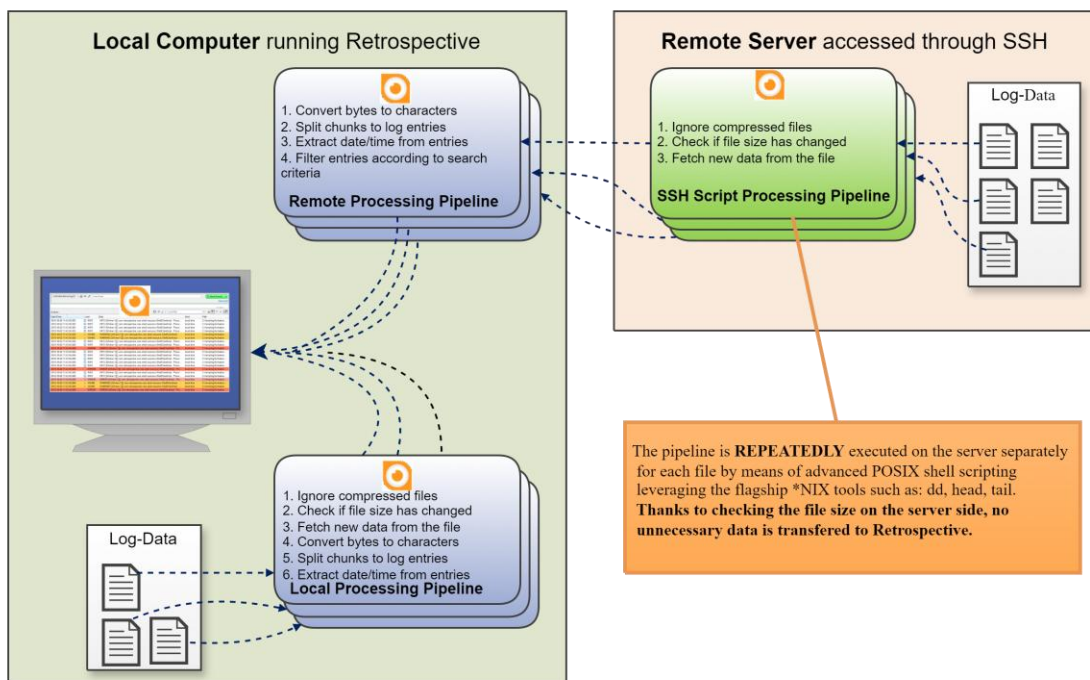 Local Computer running Retrospective
1. Convert bytes to characters
2. Split chunks to log entries
3. Extract date/time from entries
4. Filter entries according to search
criteria
Remote Processing Pipeline
Remote Server accessed through SSH
1. Ignore compressed files
2. Check if file size has changed
3. Fetch new data from the file
SSH Script Processing Pipeline
Log-Data
The pipeline is REPEATEDLY executed on the server separately
for each file by means of advanced POSIX shell scripting
leveraging the flagship *NIX tools such as: dd, head, tail.
Thanks to checking the file size on the server side, no
unnecessary data is transfered to Retrospective.
1. Ignore compressed files
2. Check if file size has changed
3. Fetch new data from the file
4. Convert bytes to characters
5. Split chunks to log entries
6. Extract date/time from entries
Local Processing Pipeline
Log-Data